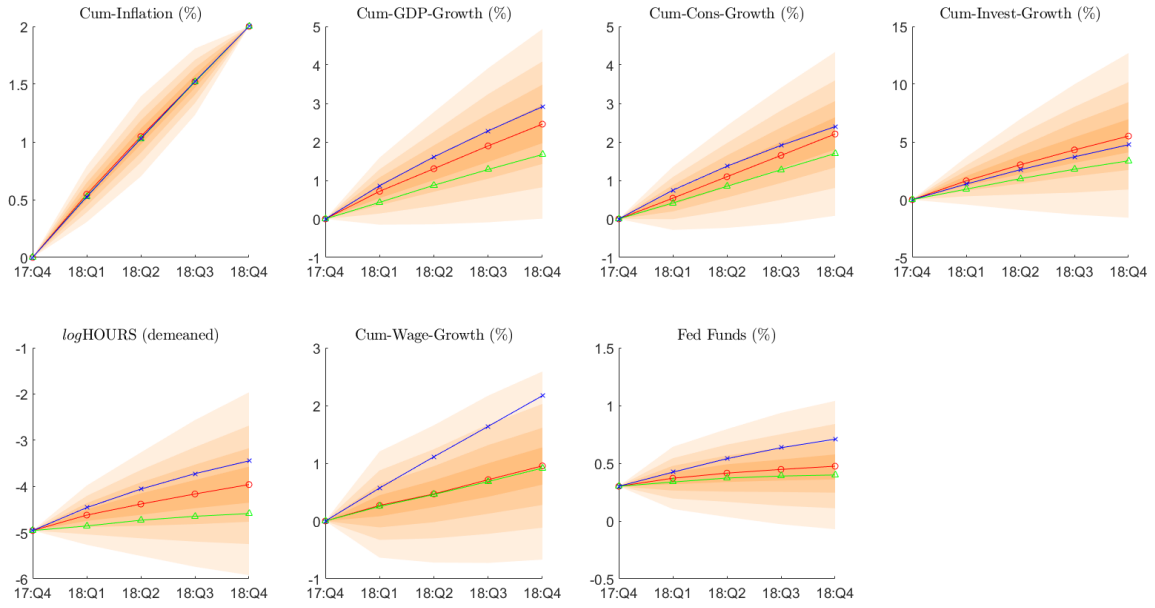 Cum-Inflation (%)
Cum-GDP-Growth (%)
Cum-Cons-Growth (%)
Cum-Invest-Growth (%)
2
1.5
1
0.5
0
17:Q4 18:Q1 18:Q2 18:Q3 18:Q4
5
4
3
2
1
0
-1
17:Q4 18:Q1 18:Q2 18:Q3 18:Q4
5
4
3
2
1
0
-1
17:Q4 18:Q1 18:Q2 18:Q3 18:Q4
15
10
5
0
-5
17:Q4 18:Q1 18:Q2 18:Q3 18:Q4
logHOURS (demeaned)
Cum-Wage-Growth (%)
Fed Funds (%)
-1
-2
-3
-4
-5
-6
17:Q4 18:Q1 18:Q2 18:Q3 18:Q4
3
2
1
0
-1
17:Q4 18:Q1 18:Q2 18:Q3 18:Q4
1.5
1
0.5
0
-0.5
17:Q4 18:Q1 18:Q2 18:Q3 18:Q4